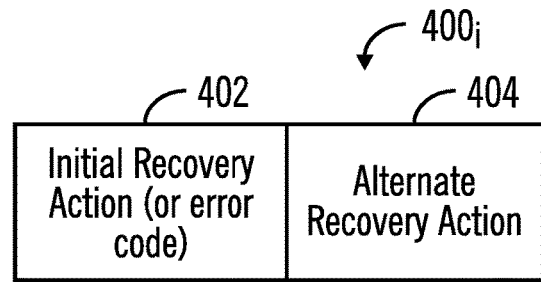 400i
402
404
Initial Recovery
Action (or error
code)
Alternate
Recovery Action